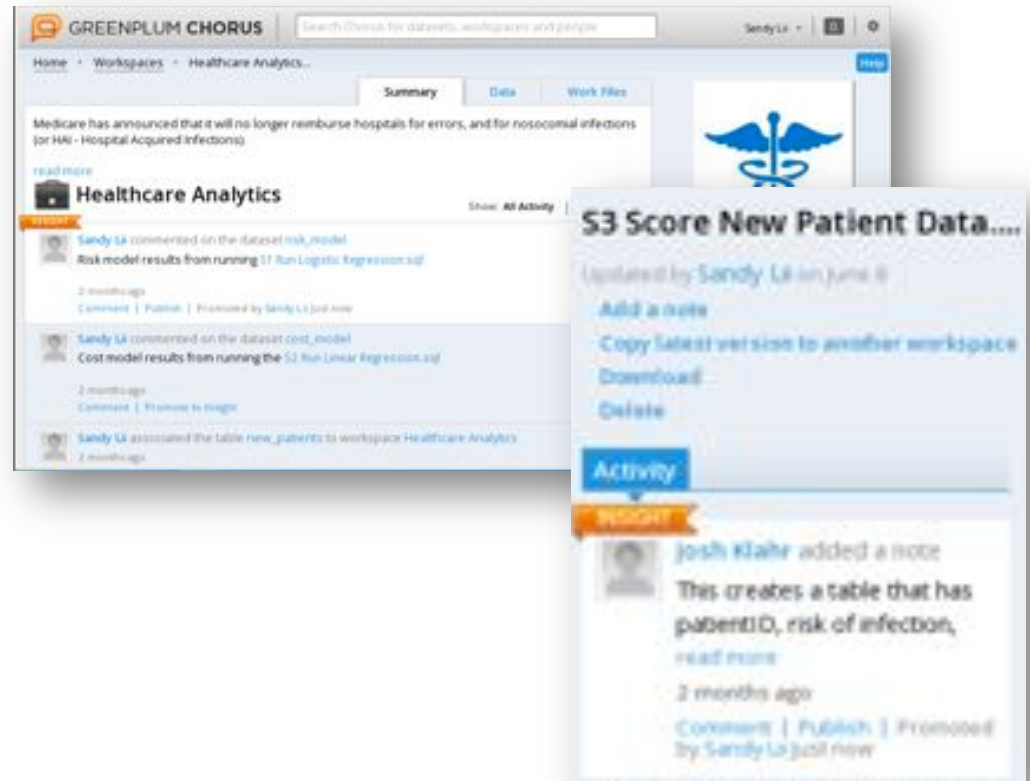 GREENPLUM CHORUS
Search Chorus for datasets, workspaces and people
Sandy Lii
Home • Workspaces • Healthcare Analytics...
Help
Summary Data Work Files
Medicare has announced that it will no longer reimburse hospitals for errors, and for nosocomial infections
(or HAI - Hospital Acquired Infections).
read more
Healthcare Analytics
Show: All Activity |
INSIGHT
Sandy Lii commented on the dataset risk_model
Risk model results from running S1 Run Logistic Regression.sql
2 months ago
Comment | Publish | Promoted by Sandy Lii just now
Sandy Lii commented on the dataset cost_model
Cost model results from running the S2 Run Linear Regression.sql
2 months ago
Comment | Promote to Insight
Sandy Lii associated the table new_patients to workspace Healthcare Analytics
2 months ago
S3 Score New Patient Data....
Updated by Sandy Lii on June 8
Add a note
Copy latest version to another workspace
Download
Delete
Activity
INSIGHT
Josh Klahr added a note
This creates a table that has
patientID, risk of infection,
read more
2 months ago
Comment | Publish | Promoted
by Sandy Lii just now